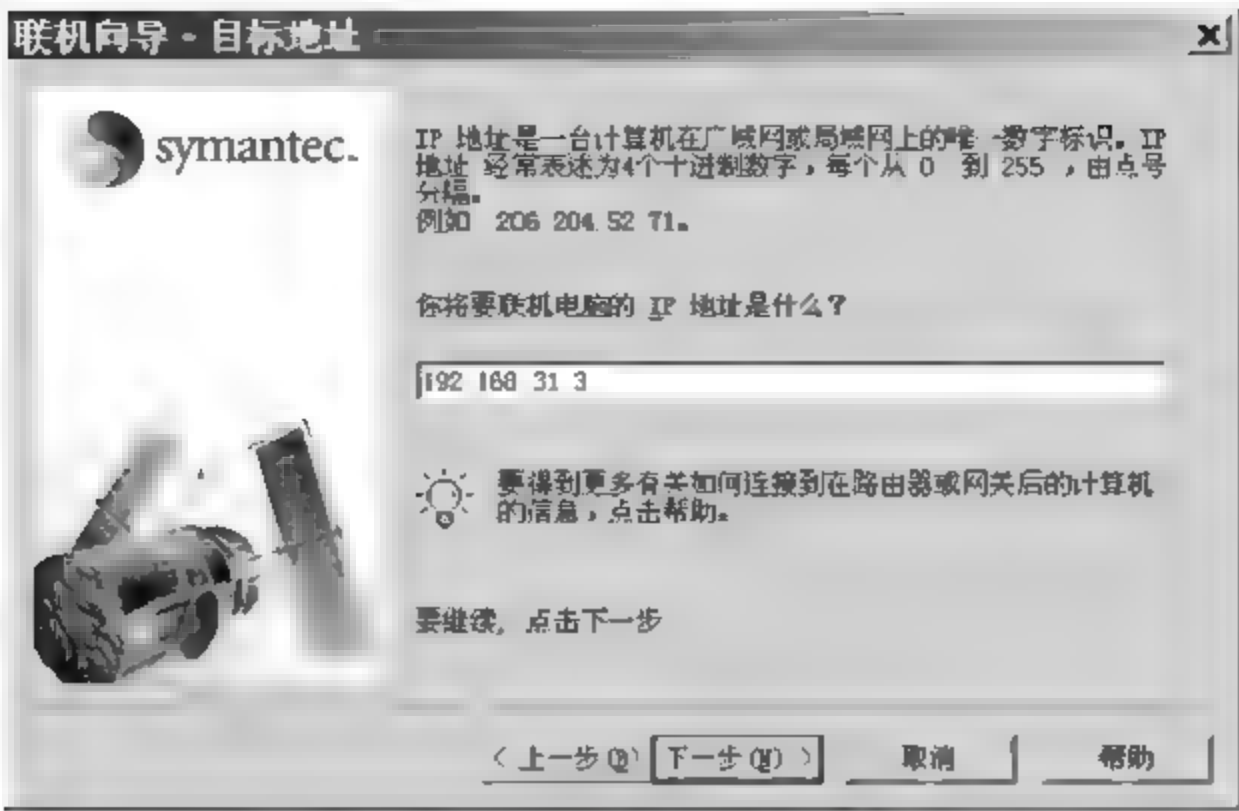 联机向导 - 目标地址
symantec.
IP 地址是一台计算机在广域网或局域网上的唯一数字标识。IP
地址 经常表述为4个十进制数字，每个从 0 到 255 ，由点号
分隔。
例如 206 204.52 71。
你将要联机电脑的 IP 地址是什么？
192 168 31 3
要得到更多有关如何连接到在路由器或网关后的计算机
的信息，点击帮助。
要继续, 点击下一步
< 上一步(B) 下一步(N) > 取消 帮助